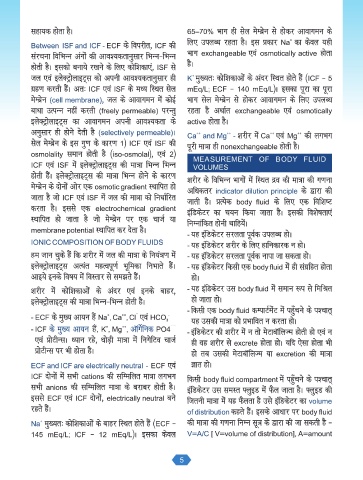 सहायक होता है।
Between ISF and ICF - ECF के विपरीत, ICF की
संरचना विभिन्न अंगों की आवश्यकतानुसार भिन्न-भिन्न
होती है। इसको बनाये रखने के लिए कोशिकाएं, ISF से
जल एवं इलेक्ट्रोलाइट्स को अपनी आवश्यकतानुसार ही
ग्रहण करती हैं। अतः ICF एवं ISF के मध्य स्थित सेल
मेम्ब्रेन (cell membrane), जल के आवागमन में कोई
बाधा उत्पन्न नहीं करती (freely permeable) परन्तु
इलेक्ट्रोलाइट्स का आवागमन अपनी आवश्यकता के
अनुसार ही होने देती है (selectively permeable)।
सेल मेम्ब्रेन के इस गुण के कारण 1) ICF एवं ISF की
osmolality समान होती है (iso-osmolal), एवं 2)
ICF एवं ISF में इलेक्ट्रोलाइट्स की मात्रा भिन्न भिन्न
होती हैं। इलेक्ट्रोलाइट्स की मात्रा भिन्न होने के कारण
मेम्ब्रेन के दोनों ओर एक osmotic gradient स्थापित हो
जाता है जो ICF एवं ISF में जल की मात्रा को निर्धारित
करता है। इससे एक electrochemical gradient
स्थापित हो जाता है जो मेम्ब्रेन पर एक चार्ज या
membrane potential स्थापित कर देता है।
IONIC COMPOSITION OF BODY FLUIDS
हम जान चुके हैं कि शरीर में जल की मात्रा के नियंत्रण में
इलेक्ट्रोलाइट्स अत्यंत महत्वपूर्ण भूमिका निभाते हैं।
आइये इनके विषय में विस्तार से समझते हैं।
शरीर में कोशिकाओं के अंदर एवं इनके बाहर,
इलेक्ट्रोलाइट्स की मात्रा भिन्न-भिन्न होती है।
- ECF के मुख्य आयन हैं Na⁺, Ca⁺⁺, Cl⁻ एवं HCO₃⁻
- ICF के मुख्य आयन हैं, K⁺, Mg⁺⁺, ऑर्गेनिक PO4
एवं प्रोटीन्स। ध्यान रहे, थोड़ी मात्रा में निगेटिव चार्ज
प्रोटीन्स पर भी होता है।
ECF and ICF are electrically neutral - ECF एवं
ICF दोनों में सभी cations की सम्मिलित मात्रा लगभग
सभी anions की सम्मिलित मात्रा के बराबर होती है।
इससे ECF एवं ICF दोनों, electrically neutral बने
रहते हैं।
Na⁺ मुख्यतः कोशिकाओं के बाहर स्थित होते हैं (ECF -
145 mEq/L; ICF - 12 mEq/L)। इसका केवल
65-70% भाग ही सेल मेम्ब्रेन से होकर आवागमन के
लिए उपलब्ध रहता है। इस प्रकार Na⁺ का केवल यही
भाग exchangeable एवं osmotically active होता
है।
K⁺ मुख्यतः कोशिकाओं के अंदर स्थित होते हैं (ICF - 5
mEq/L; ECF - 140 mEq/L)। इसका पूरा का पूरा
भाग सेल मेम्ब्रेन से होकर आवागमन के लिए उपलब्ध
रहता है अर्थात exchangeable एवं osmotically
active होता है।
Ca⁺⁺ and Mg⁺⁺ - शरीर में Ca⁺⁺ एवं Mg⁺⁺ की लगभग
पूरी मात्रा ही nonexchangeable होती है।
MEASUREMENT OF BODY FLUID
VOLUMES
शरीर के विभिन्न भागों में स्थित द्रव की मात्रा की गणना
अधिकतर indicator dilution principle के द्वारा की
जाती है। प्रत्येक body fluid के लिए एक विशिष्ट
इंडिकेटर का चयन किया जाता है। इसकी विशेषताएं
निम्नांकित होनी चाहियें।
- यह इंडिकेटर सरलता पूर्वक उपलब्ध हो।
- यह इंडिकेटर शरीर के लिए हानिकारक न हो।
- यह इंडिकेटर सरलता पूर्वक नापा जा सकता हो।
- यह इंडिकेटर किसी एक body fluid में ही संग्रहित होता
हो।
- यह इंडिकेटर उस body fluid में समान रूप से मिश्रित
हो जाता हो।
- किसी एक body fluid कम्पार्टमेंट में पहुँचने के पश्चात्
यह उसकी मात्रा को प्रभावित न करता हो।
- इंडिकेटर की शरीर में न तो मेटाबॉलिज्म होती हो एवं न
ही वह शरीर से excrete होता हो। यदि ऐसा होता भी
हो तब उसकी मेटाबॉलिज्म या excretion की मात्रा
ज्ञात हो।
किसी body fluid compartment में पहुँचने के पश्चात्
इंडिकेटर उस समस्त फ्लुइड में फैल जाता है। फ्लुइड की
जितनी मात्रा में यह फैलता है उसे इंडिकेटर का volume
of distribution कहते हैं। इसके आधार पर body fluid
की मात्रा की गणना निम्न सूत्र के द्वारा की जा सकती है -
V=A/C [ V=volume of distribution], A=amount
5